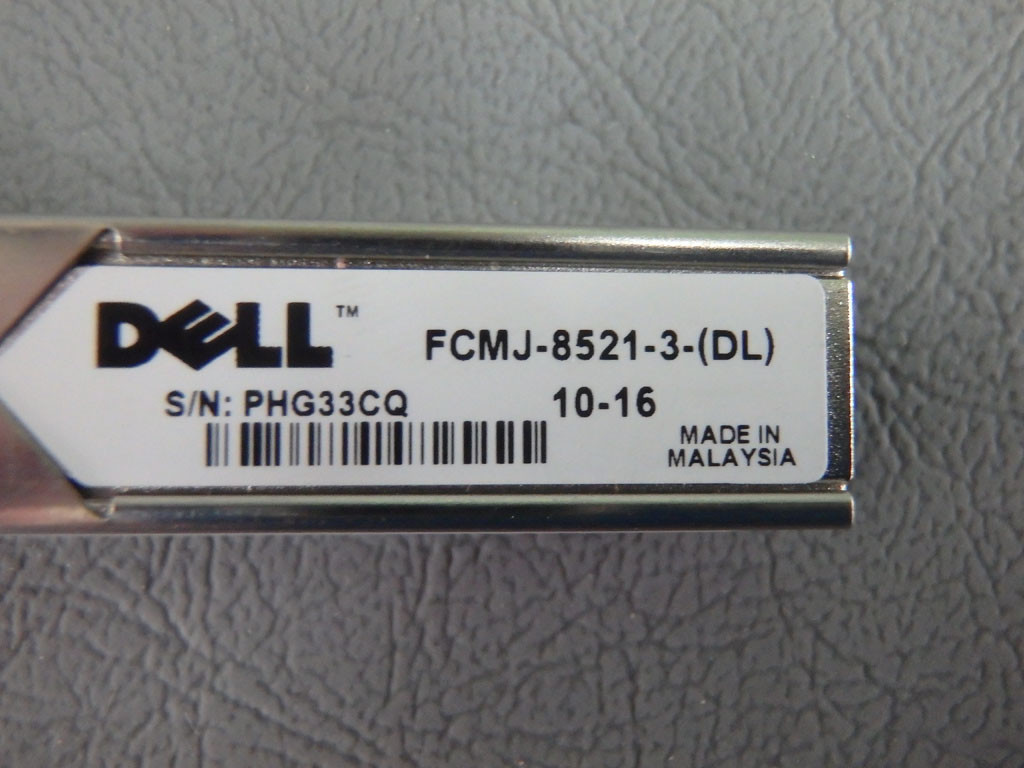 DELL™
FCMJ-8521-3-(DL)
S/N: PHG33CQ
10-16
MADE IN
MALAYSIA